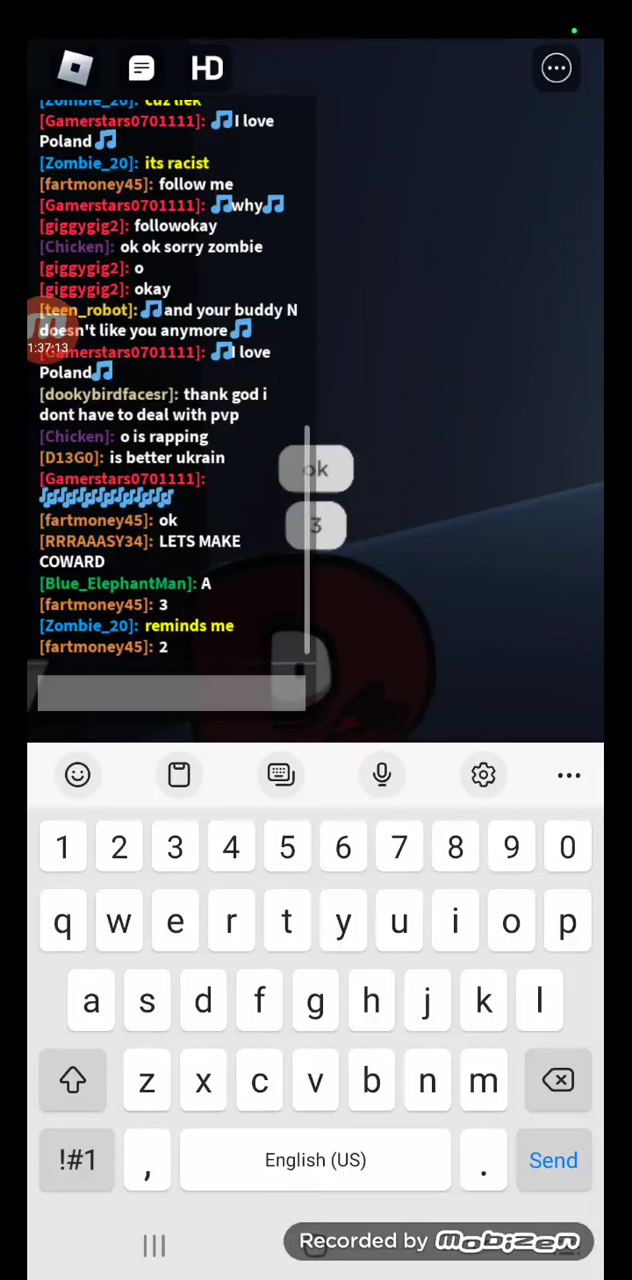 HD
[Zombie_20]: cuz liek
[Gamerstars0701111]: 🎵I love
Poland🎵
[Zombie_20]: its racist
[fartmoney45]: follow me
[Gamerstars0701111]: 🎵why🎵
[giggygig2]: followokay
[Chicken]: ok ok sorry zombie
[giggygig2]: o
[giggygig2]: okay
[teen_robot]: 🎵and your buddy N
doesn't like you anymore🎵
1:37:13
[Gamerstars0701111]: 🎵I love
Poland🎵
[dookybirdfacesr]: thank god i
dont have to deal with pvp
[Chicken]: o is rapping
[D13G0]: is better ukrain
ok
[Gamerstars0701111]:
🎵🎵🎵🎵🎵🎵🎵🎵🎵🎵🎵
[fartmoney45]: ok
3
[RRRAAASY34]: LETS MAKE
COWARD
[Blue_ElephantMan]: A
[fartmoney45]: 3
[Zombie_20]: reminds me
[fartmoney45]: 2
1 2 3 4 5 6 7 8 9 0
q w e r t y u i o p
a s d f g h j k l
z x c v b n m
!#1 , English (US) . Send
Recorded by mobizen